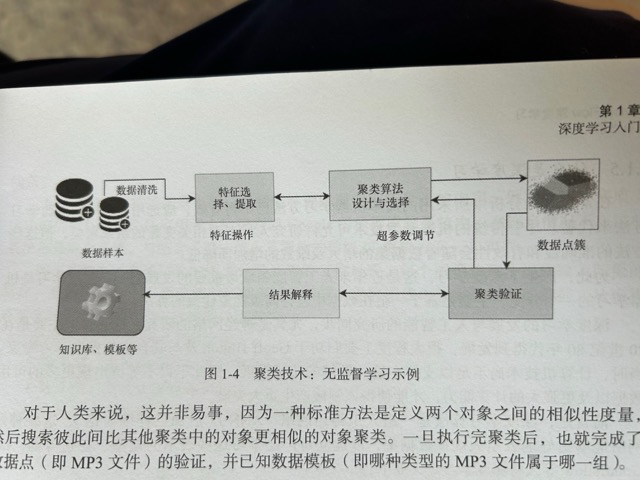 第 1 章
深度学习入门
数据清洗
特征选
择、提取
聚类算法
设计与选择
数据样本
特征操作
超参数调节
数据点簇
结果解释
聚类验证
知识库、模板等
图 1-4 聚类技术：无监督学习示例
对于人类来说，这并非易事，因为一种标准方法是定义两个对象之间的相似性度量，
然后搜索彼此间比其他聚类中的对象更相似的对象聚类。一旦执行完聚类后，也就完成了
数据点（即 MP3 文件）的验证，并已知数据模板（即哪种类型的 MP3 文件属于哪一组）。